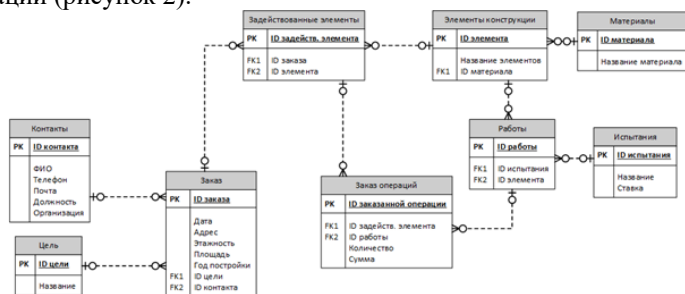 ации (рисунок 2).
Задействованные элементы
PK ID задейств. элемента
FK1 ID заказа
FK2 ID элемента
Элементы конструкции
PK ID элемента
Название элементов
FK1 ID материала
Материалы
PK ID материала
Название материала
Контакты
PK ID контакта
ФИО
Телефон
Почта
Должность
Организация
Заказ
PK ID заказа
Дата
Адрес
Этажность
Площадь
Год постройки
FK1 ID цели
FK2 ID контакта
Цель
PK ID цели
Название
Заказ операций
PK ID заказанной операции
FK1 ID задейств. элемента
FK2 ID работы
Количество
Сумма
Работы
PK ID работы
FK1 ID испытания
FK2 ID элемента
Испытания
PK ID испытания
Название
Ставка